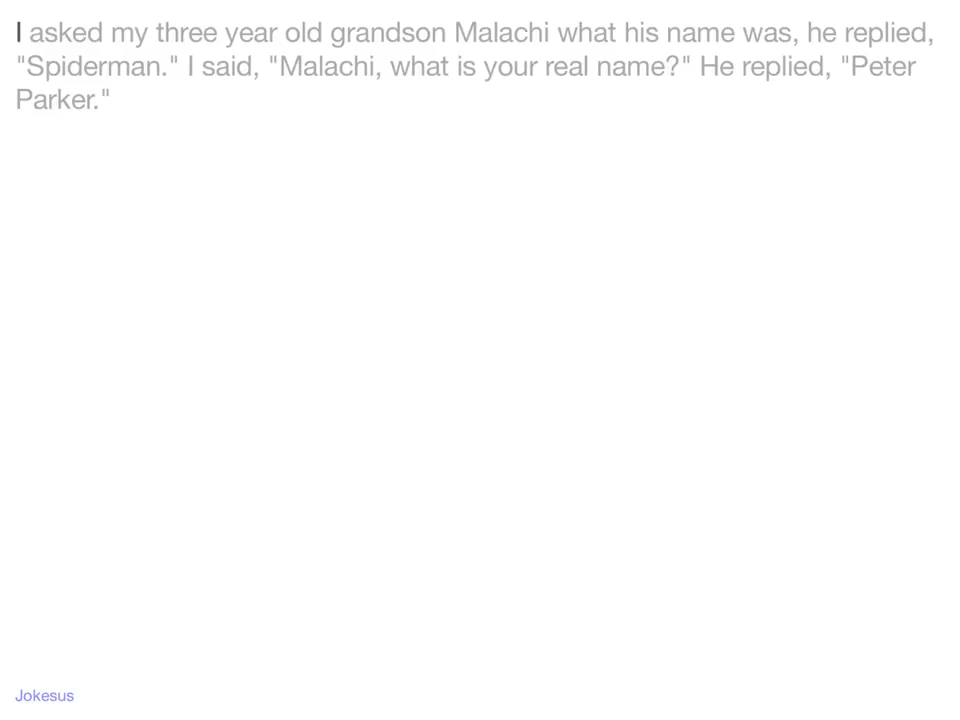 I asked my three year old grandson Malachi what his name was, he replied,
"Spiderman." I said, "Malachi, what is your real name?" He replied, "Peter
Parker."
Jokesus